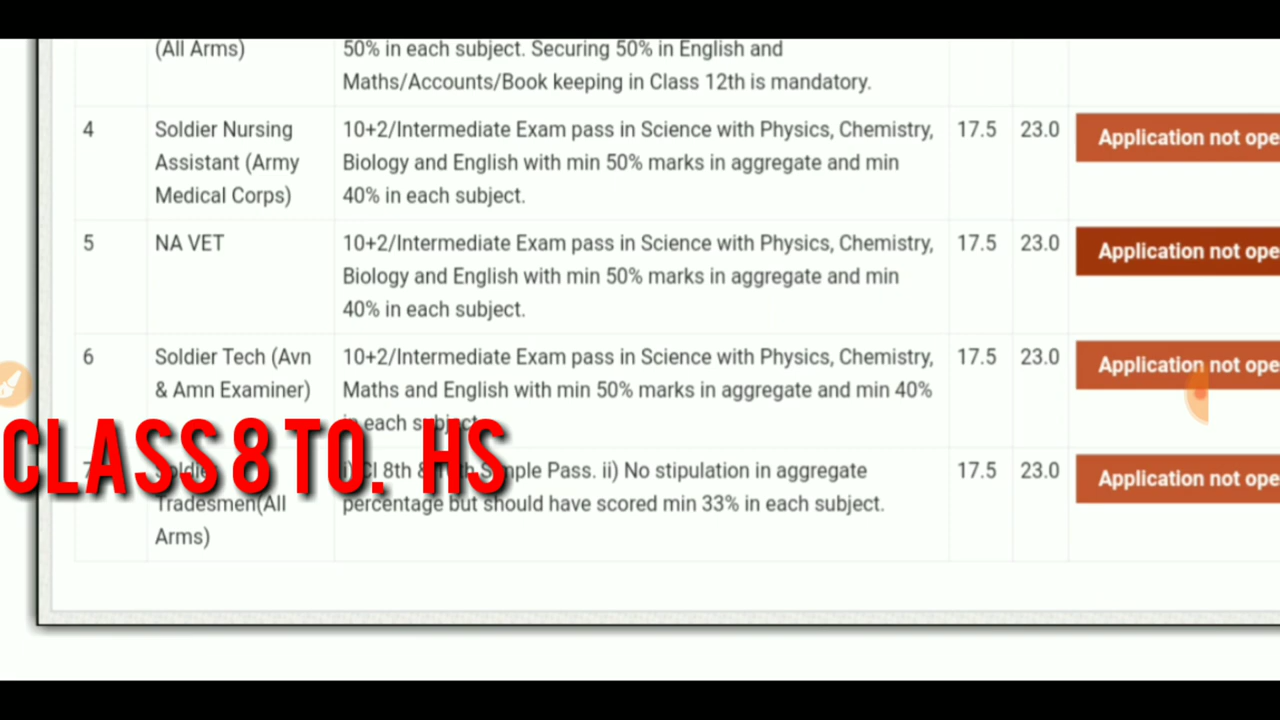 (All Arms) 50% in each subject. Securing 50% in English and
Maths/Accounts/Book keeping in Class 12th is mandatory.
4 Soldier Nursing 10+2/Intermediate Exam pass in Science with Physics, Chemistry, 17.5 23.0 Application not ope
Assistant (Army Biology and English with min 50% marks in aggregate and min
Medical Corps) 40% in each subject.
5 NA VET 10+2/Intermediate Exam pass in Science with Physics, Chemistry, 17.5 23.0 Application not ope
Biology and English with min 50% marks in aggregate and min
40% in each subject.
6 Soldier Tech (Avn 10+2/Intermediate Exam pass in Science with Physics, Chemistry, 17.5 23.0 Application not ope
& Amn Examiner) Maths and English with min 50% marks in aggregate and min 40%
in each subject.
CLASS 8 TO. HS
7 Soldier i) Cl 8th & Simple Pass. ii) No stipulation in aggregate 17.5 23.0 Application not ope
Tradesmen(All percentage but should have scored min 33% in each subject.
Arms)